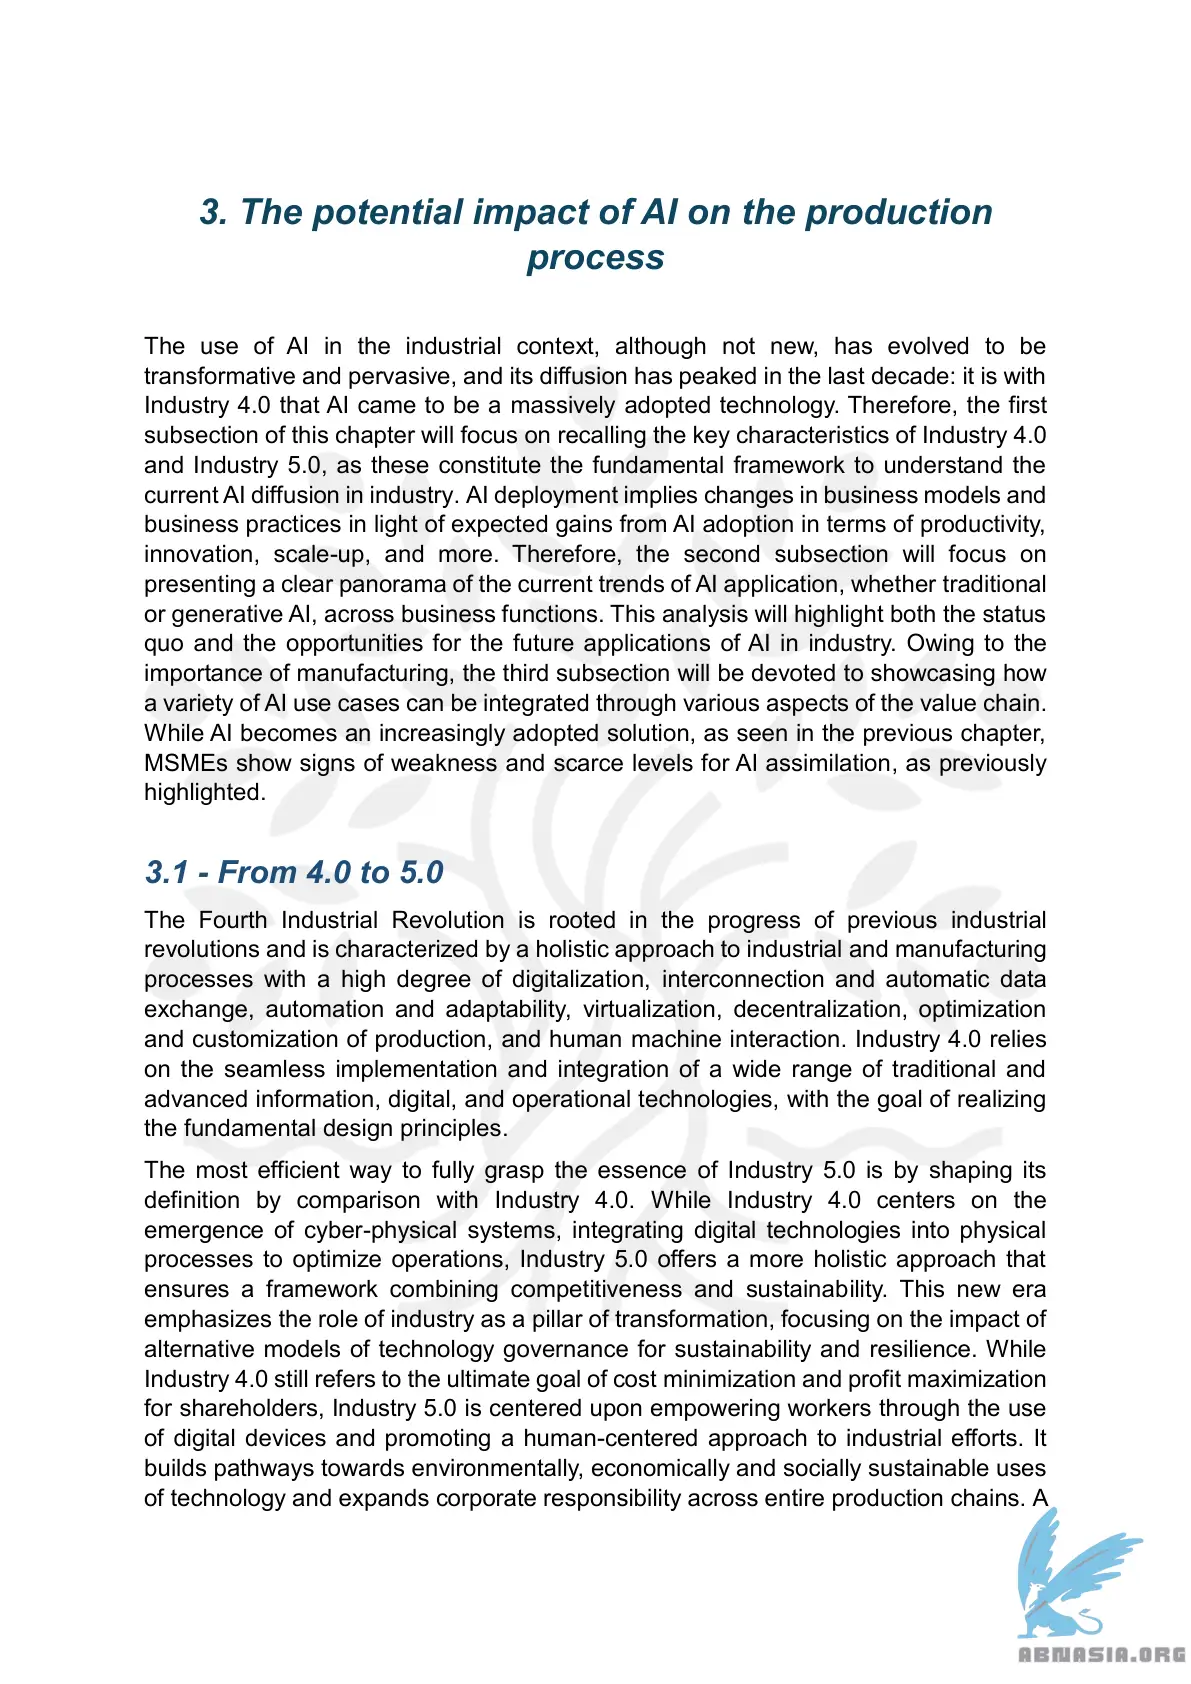 3. The potential impact of AI on the production
process
The use of AI in the industrial context, although not new, has evolved to be
transformative and pervasive, and its diffusion has peaked in the last decade: it is with
Industry 4.0 that AI came to be a massively adopted technology. Therefore, the first
subsection of this chapter will focus on recalling the key characteristics of Industry 4.0
and Industry 5.0, as these constitute the fundamental framework to understand the
current AI diffusion in industry. AI deployment implies changes in business models and
business practices in light of expected gains from AI adoption in terms of productivity,
innovation, scale-up, and more. Therefore, the second subsection will focus on
presenting a clear panorama of the current trends of AI application, whether traditional
or generative AI, across business functions. This analysis will highlight both the status
quo and the opportunities for the future applications of AI in industry. Owing to the
importance of manufacturing, the third subsection will be devoted to showcasing how
a variety of AI use cases can be integrated through various aspects of the value chain.
While AI becomes an increasingly adopted solution, as seen in the previous chapter,
MSMEs show signs of weakness and scarce levels for AI assimilation, as previously
highlighted.
3.1 - From 4.0 to 5.0
The Fourth Industrial Revolution is rooted in the progress of previous industrial
revolutions and is characterized by a holistic approach to industrial and manufacturing
processes with a high degree of digitalization, interconnection and automatic data
exchange, automation and adaptability, virtualization, decentralization, optimization
and customization of production, and human machine interaction. Industry 4.0 relies
on the seamless implementation and integration of a wide range of traditional and
advanced information, digital, and operational technologies, with the goal of realizing
the fundamental design principles.
The most efficient way to fully grasp the essence of Industry 5.0 is by shaping its
definition by comparison with Industry 4.0. While Industry 4.0 centers on the
emergence of cyber-physical systems, integrating digital technologies into physical
processes to optimize operations, Industry 5.0 offers a more holistic approach that
ensures a framework combining competitiveness and sustainability. This new era
emphasizes the role of industry as a pillar of transformation, focusing on the impact of
alternative models of technology governance for sustainability and resilience. While
Industry 4.0 still refers to the ultimate goal of cost minimization and profit maximization
for shareholders, Industry 5.0 is centered upon empowering workers through the use
of digital devices and promoting a human-centered approach to industrial efforts. It
builds pathways towards environmentally, economically and socially sustainable uses
of technology and expands corporate responsibility across entire production chains. A
ABNASIA.ORG